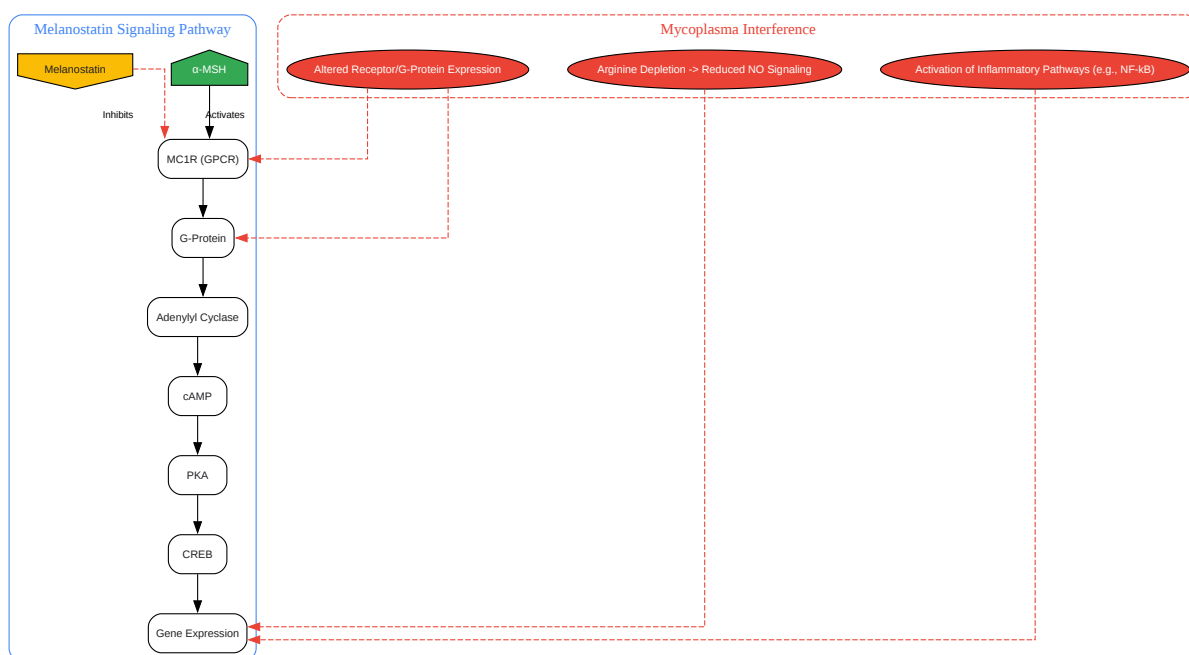 Melanostatin Signaling Pathway
Mycoplasma Interference
Melanostatin
α-MSH
Altered Receptor/G-Protein Expression
Arginine Depletion -> Reduced NO Signaling
Activation of Inflammatory Pathways (e.g., NF-kB)
Inhibits
Activates
MC1R (GPCR)
G-Protein
Adenylyl Cyclase
cAMP
PKA
CREB
Gene Expression